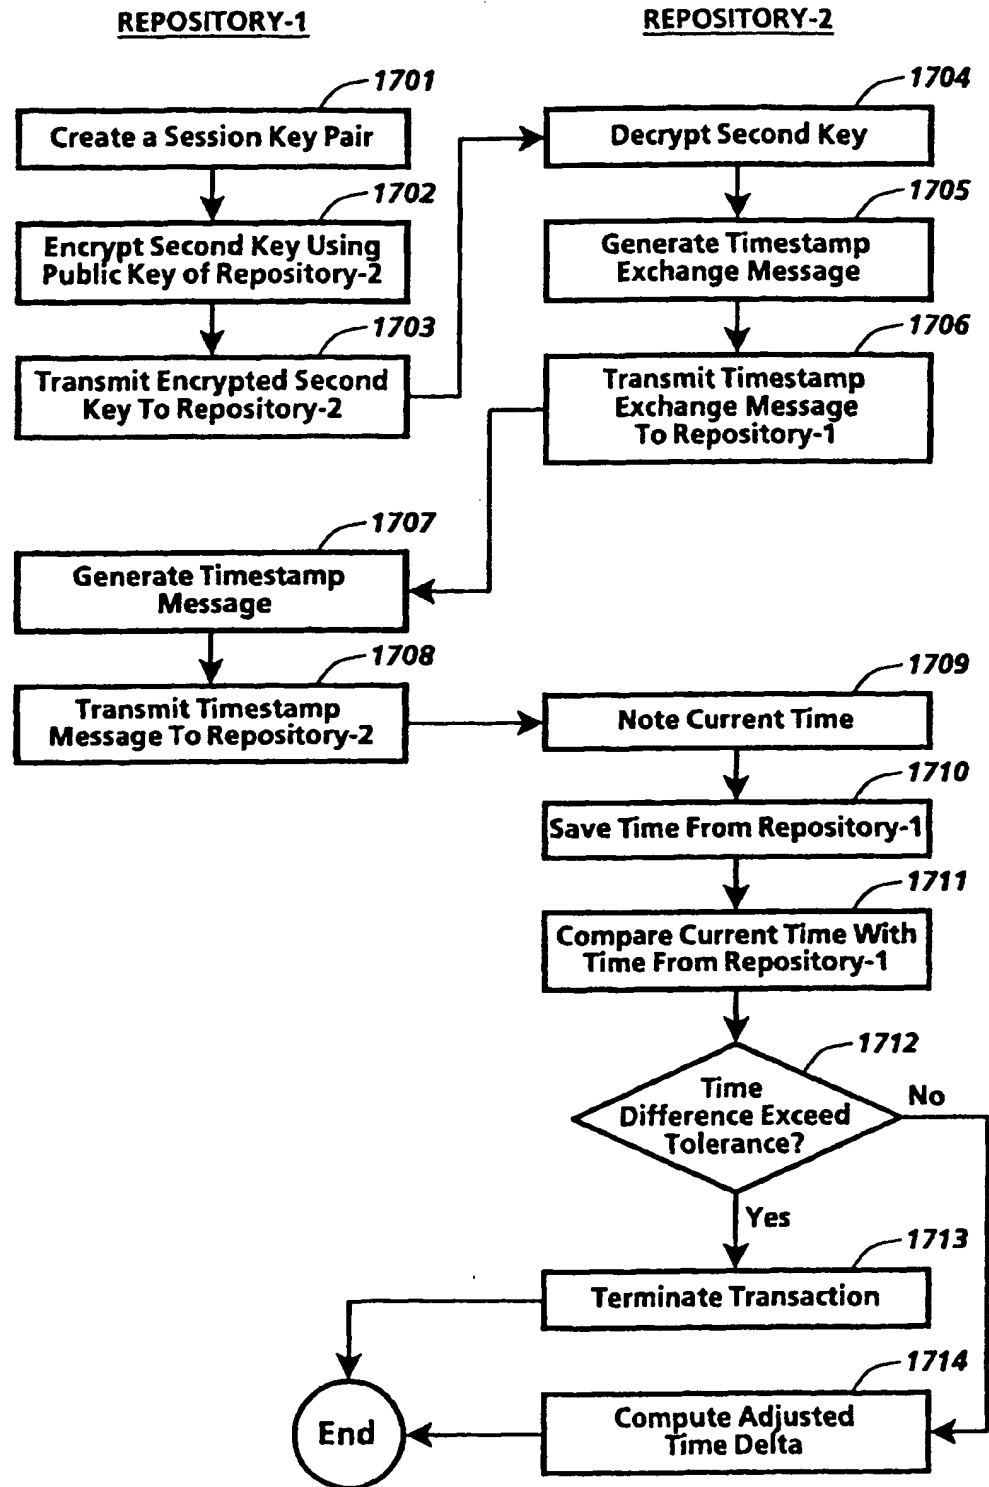 REPOSITORY-1
REPOSITORY-2
1701
Create a Session Key Pair
1702
Encrypt Second Key Using
Public Key of Repository-2
1703
Transmit Encrypted Second
Key To Repository-2
1704
Decrypt Second Key
1705
Generate Timestamp
Exchange Message
1706
Transmit Timestamp
Exchange Message
To Repository-1
1707
Generate Timestamp
Message
1708
Transmit Timestamp
Message To Repository-2
1709
Note Current Time
1710
Save Time From Repository-1
1711
Compare Current Time With
Time From Repository-1
1712
Time
Difference Exceed
Tolerance?
No
Yes
1713
Terminate Transaction
1714
Compute Adjusted
Time Delta
End